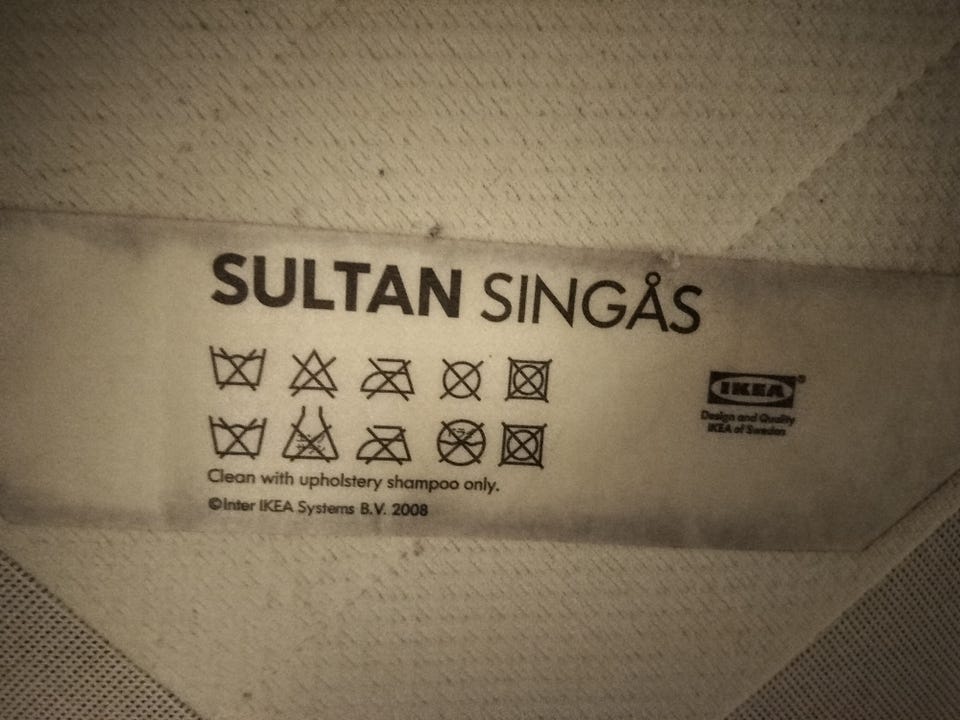 SULTAN SINGÅS
Clean with upholstery shampoo only.
©Inter IKEA Systems B.V. 2008
IKEA®
Design and Quality
IKEA of Sweden